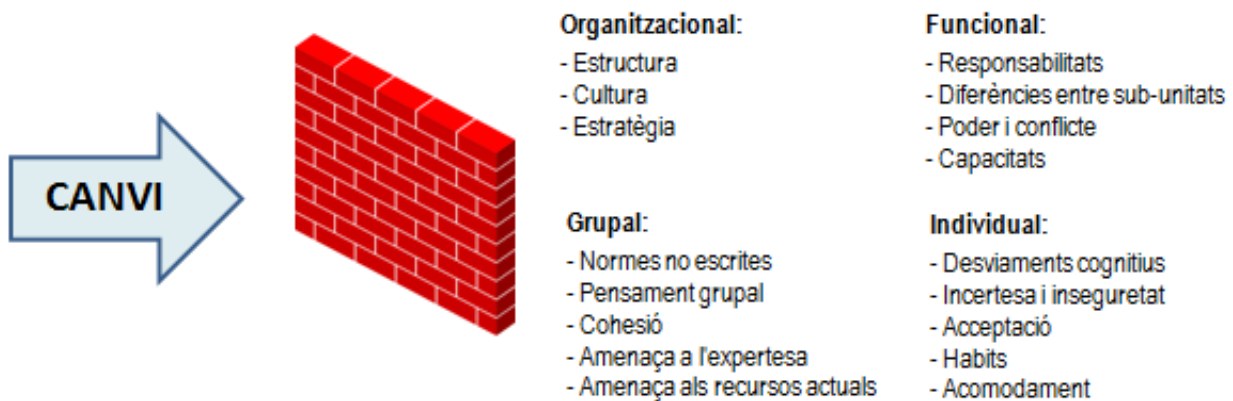 CANVI
Organitzacional:
- Estructura
- Cultura
- Estratègia
Funcional:
- Responsabilitats
- Diferències entre sub-unitats
- Poder i conflicte
- Capacitats
Grupal:
- Normes no escrites
- Pensament grupal
- Cohesió
- Amenaça a l'expertesa
- Amenaça als recursos actuals
Individual:
- Desviaments cognitius
- Incertesa i inseguretat
- Acceptació
- Habits
- Acomodament